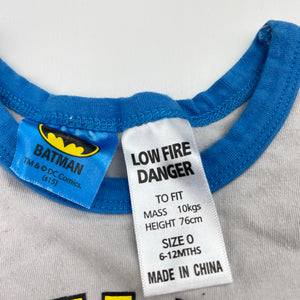 BATMAN
TM & © DC Comics.
(s15)
LOW FIRE
DANGER
TO FIT
MASS 10kgs
HEIGHT 76cm
SIZE 0
6-12MTHS
MADE IN CHINA